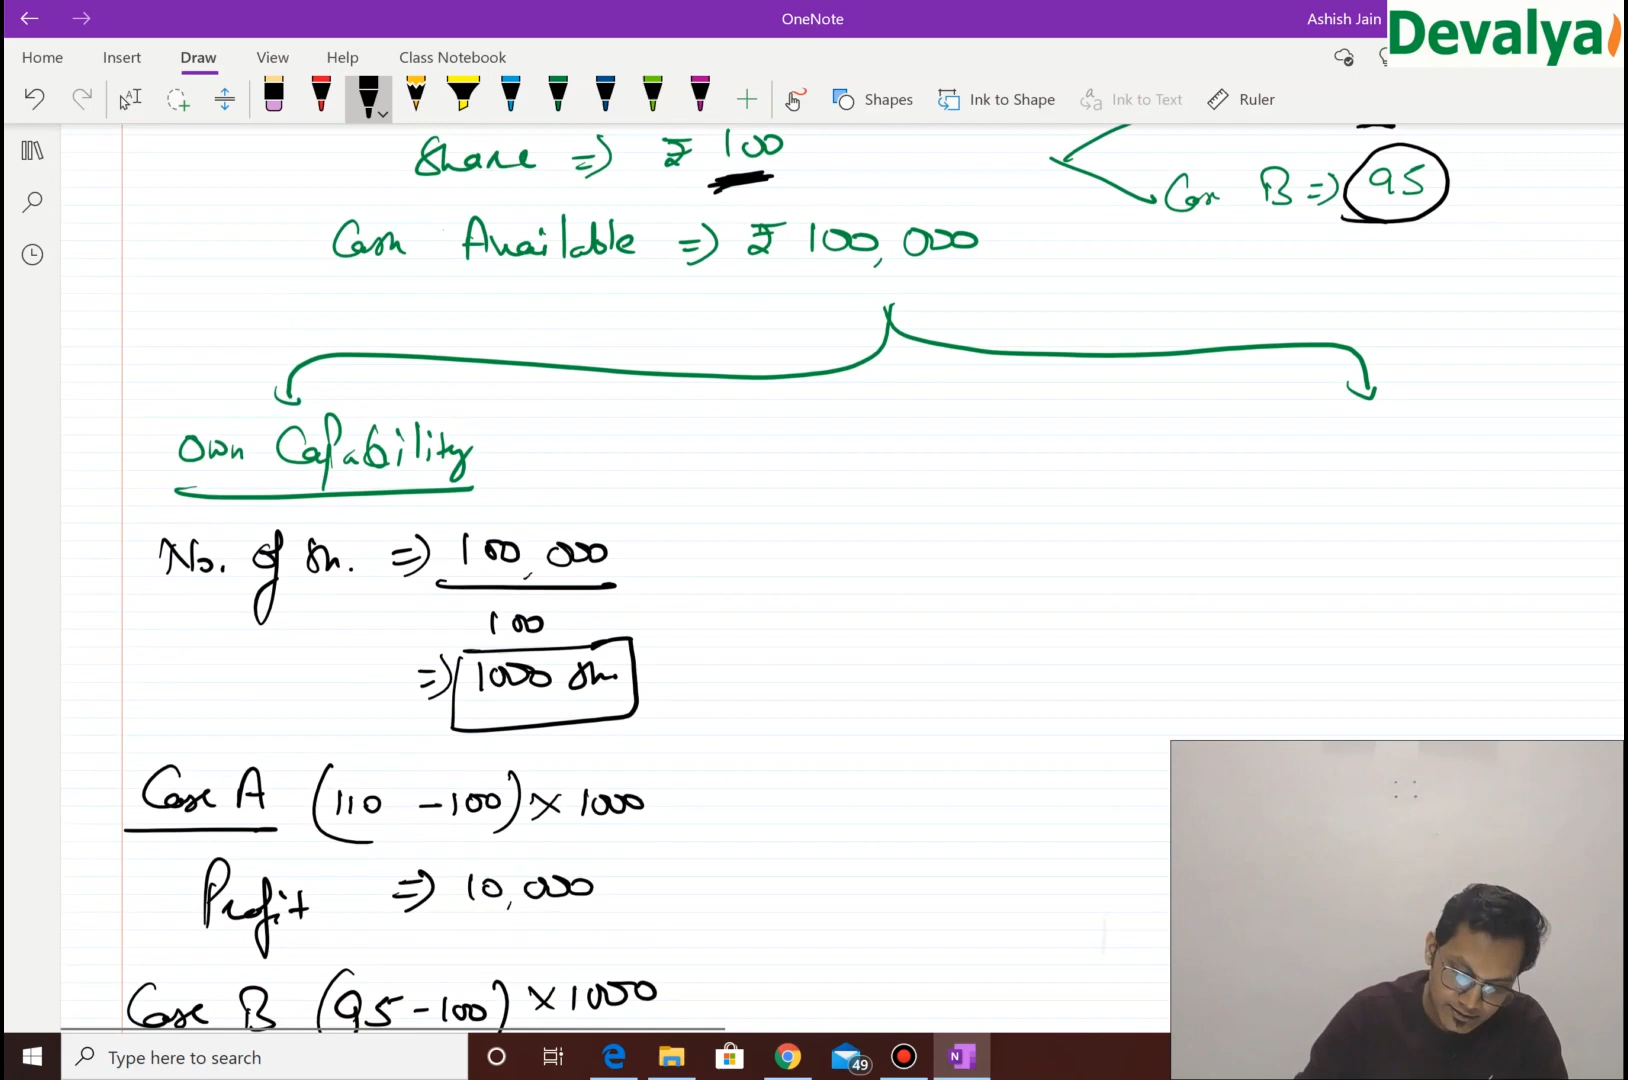 OneNote
Ashish Jain
Devalya
Home Insert Draw View Help Class Notebook
Shapes Ink to Shape Ink to Text Ruler
Share => ₹ 100
Case B => 95
Cash Available => ₹ 100,000
Own Capability
No. of Sh. => 100,000
100
=> 1000 Sh.
Case A (110 - 100) × 1000
Profit => 10,000
Case B (95 - 100) × 1000
Type here to search
49
N